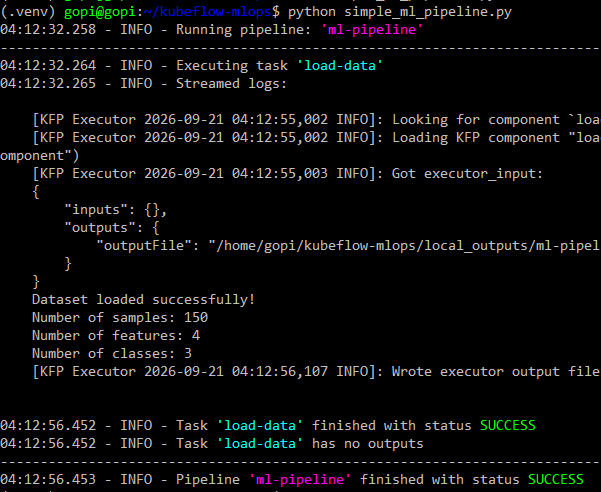 (.venv) gopi@gopi:~/kubeflow-mlops$ python simple_ml_pipeline.py
04:12:32.258 - INFO - Running pipeline: 'ml-pipeline'
--------------------------------------------------------------------------------
04:12:32.264 - INFO - Executing task 'load-data'
04:12:32.265 - INFO - Streamed logs:
[KFP Executor 2026-09-21 04:12:55,002 INFO]: Looking for component `loa
[KFP Executor 2026-09-21 04:12:55,002 INFO]: Loading KFP component "loa
omponent")
[KFP Executor 2026-09-21 04:12:55,003 INFO]: Got executor_input:
{
"inputs": {},
"outputs": {
"outputFile": "/home/gopi/kubeflow-mlops/local_outputs/ml-pipel
}
}
Dataset loaded successfully!
Number of samples: 150
Number of features: 4
Number of classes: 3
[KFP Executor 2026-09-21 04:12:56,107 INFO]: Wrote executor output file
04:12:56.452 - INFO - Task 'load-data' finished with status SUCCESS
04:12:56.452 - INFO - Task 'load-data' has no outputs
--------------------------------------------------------------------------------
04:12:56.453 - INFO - Pipeline 'ml-pipeline' finished with status SUCCESS